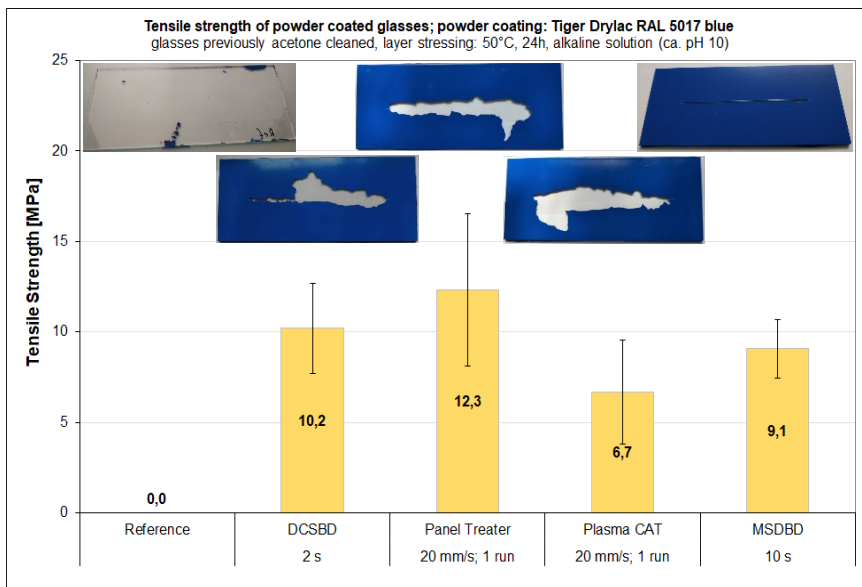 Tensile strength of powder coated glasses; powder coating: Tiger Drylac RAL 5017 blue
glasses previously acetone cleaned, layer stressing: 50°C, 24h, alkaline solution (ca. pH 10)
Tensile Strength [MPa]
25
20
15
10
5
0
0,0
10,2
12,3
6,7
9,1
Reference
DCSBD
Panel Treater
Plasma CAT
MSDBD
2 s
20 mm/s; 1 run
20 mm/s; 1 run
10 s